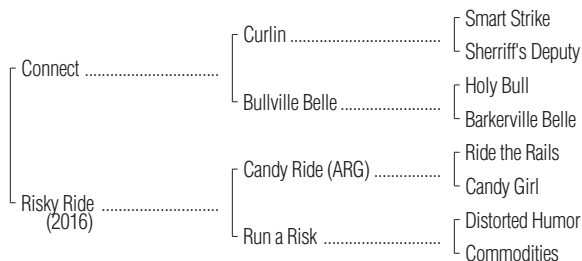 Smart Strike
Curlin
Sherriff's Deputy
Connect
Holy Bull
Bullville Belle
Barkerville Belle
Ride the Rails
Candy Ride (ARG)
Candy Girl
Risky Ride
(2016)
Distorted Humor
Run a Risk
Commodities